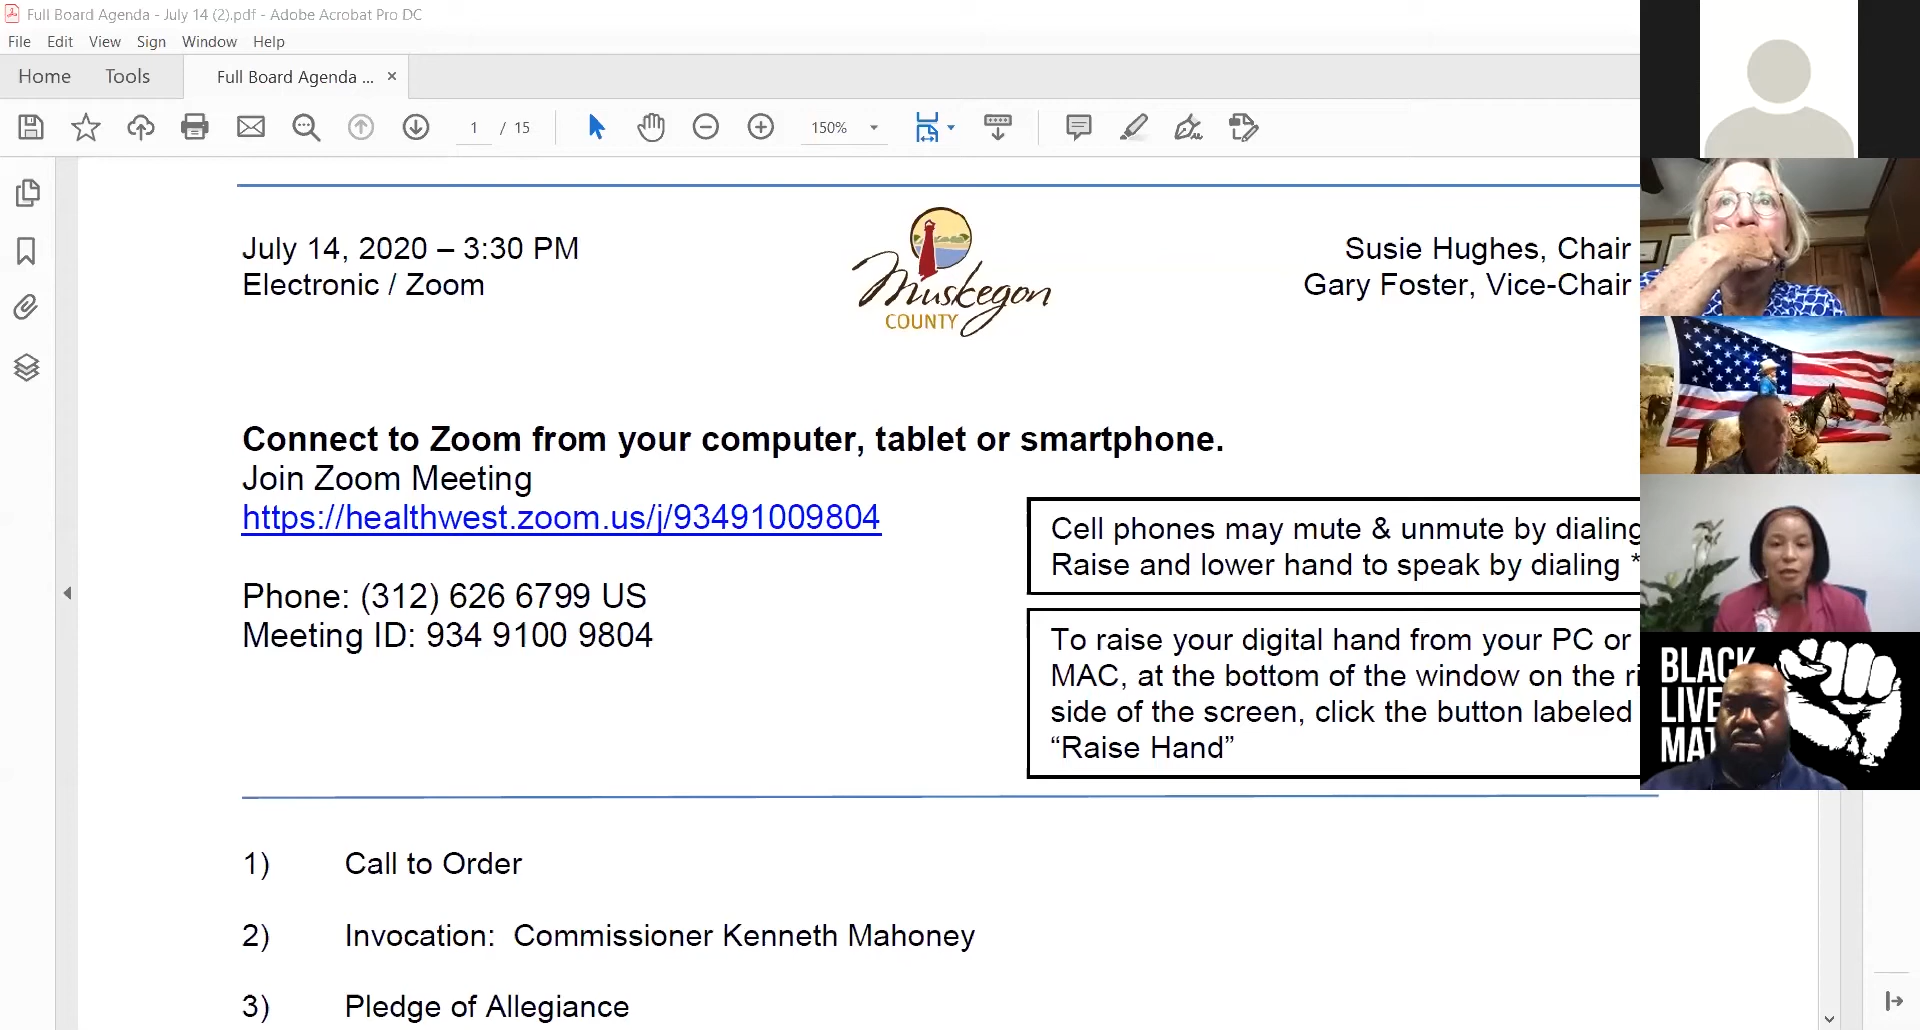 Full Board Agenda - July 14 (2).pdf - Adobe Acrobat Pro DC
File Edit View Sign Window Help
Home Tools Full Board Agenda ... ×
1 / 15 150%
July 14, 2020 – 3:30 PM
Electronic / Zoom
Muskegon
COUNTY
Susie Hughes, Chair
Gary Foster, Vice-Chair
Connect to Zoom from your computer, tablet or smartphone.
Join Zoom Meeting
https://healthwest.zoom.us/j/93491009804
Phone: (312) 626 6799 US
Meeting ID: 934 9100 9804
Cell phones may mute & unmute by dialing
Raise and lower hand to speak by dialing *
To raise your digital hand from your PC or
MAC, at the bottom of the window on the ri
side of the screen, click the button labeled
“Raise Hand”
BLACK
LIVE
MAT
1) Call to Order
2) Invocation: Commissioner Kenneth Mahoney
3) Pledge of Allegiance